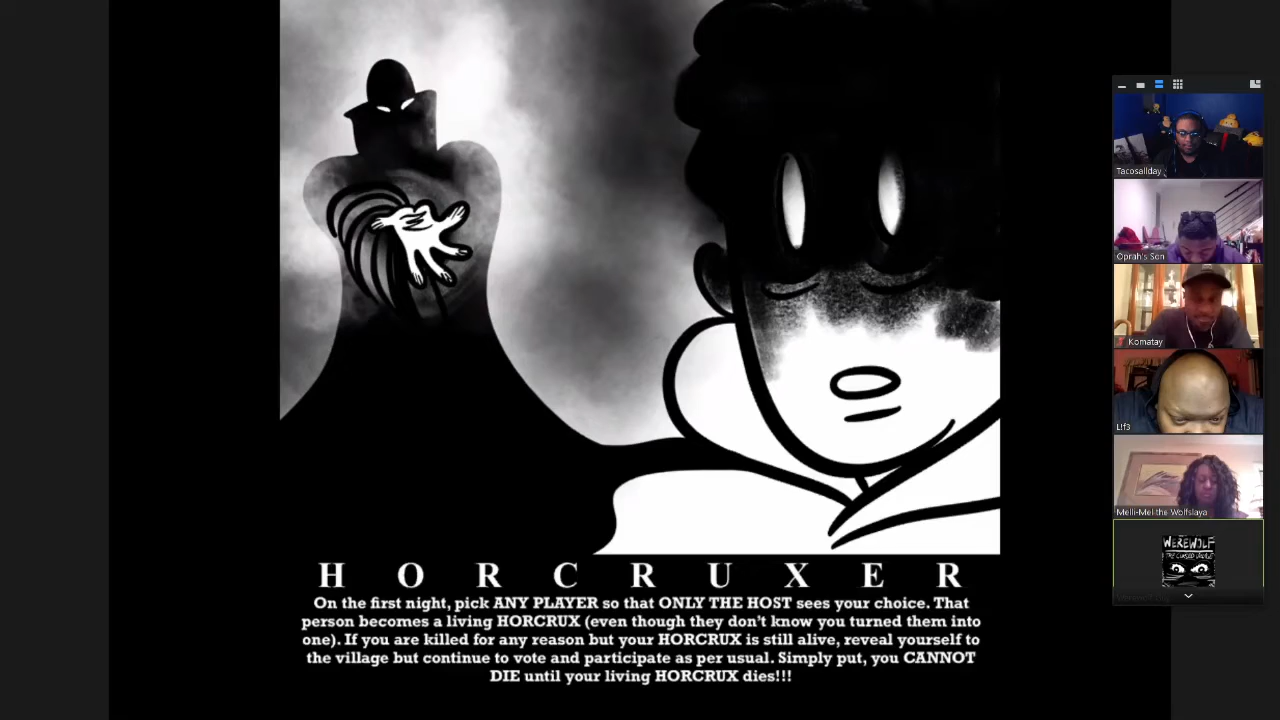 HORCRUXER
On the first night, pick ANY PLAYER so that ONLY THE HOST sees your choice. That
person becomes a living HORCRUX (even though they don't know you turned them into
one). If you are killed for any reason but your HORCRUX is still alive, reveal yourself to
the village but continue to vote and participate as per usual. Simply put, you CANNOT
DIE until your living HORCRUX dies!!!
Tacosallday
Oprah's Son
Komatay
L!f3
Melli-Mel the Wolfslaya
WEREWOLF
THE CURSED VILLAGE